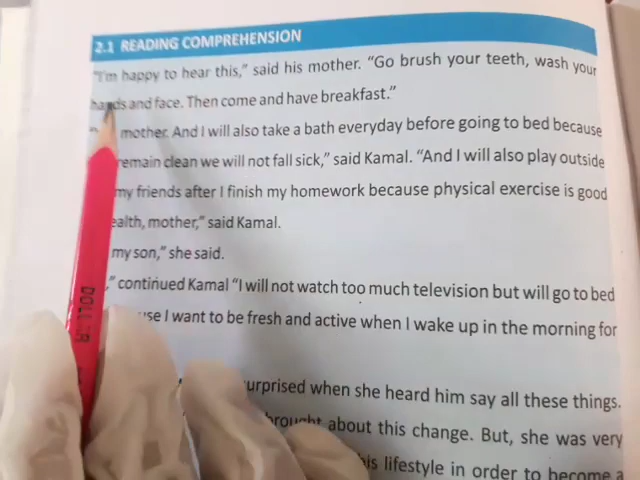 2.1 READING COMPREHENSION
"I'm happy to hear this," said his mother. "Go brush your teeth, wash your
hands and face. Then come and have breakfast."
mother. And I will also take a bath everyday before going to bed because
remain clean we will not fall sick," said Kamal. "And I will also play outside
my friends after I finish my homework because physical exercise is good
ealth, mother," said Kamal.
my son," she said.
," continued Kamal "I will not watch too much television but will go to bed
use I want to be fresh and active when I wake up in the morning for
urprised when she heard him say all these things.
brought about this change. But, she was very
his lifestyle in order to become a
DOLLAR